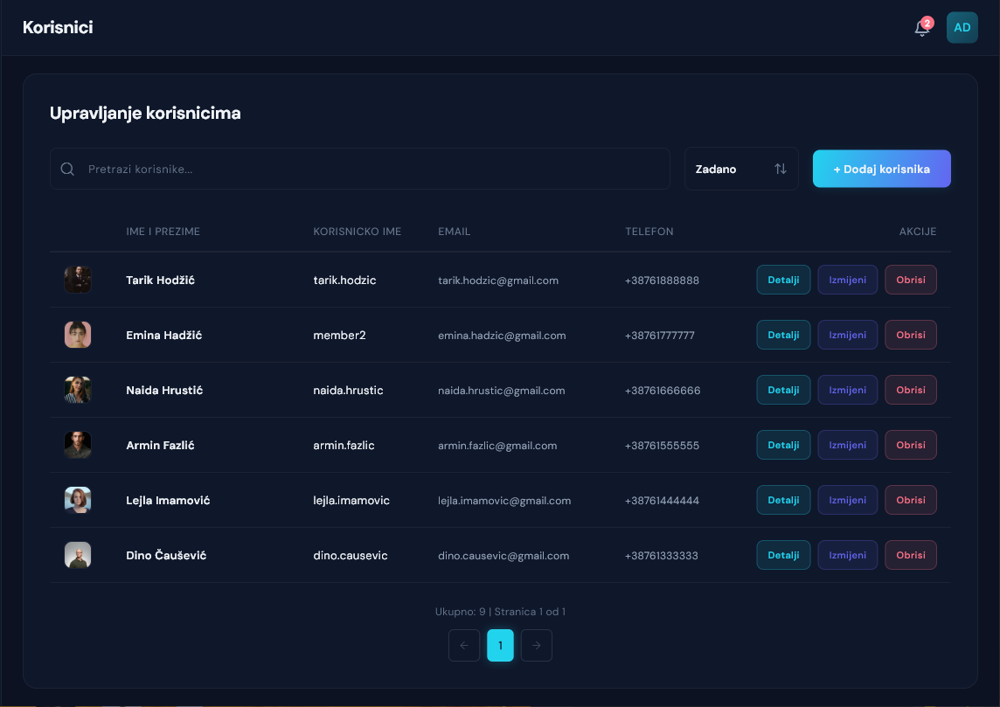 Korisnici
2
AD
Upravljanje korisnicima
Pretrazi korisnike...
Zadano
+ Dodaj korisnika
IME I PREZIME KORISNICKO IME EMAIL TELEFON AKCIJE
Tarik Hodžić tarik.hodzic tarik.hodzic@gmail.com +38761888888 Detalji Izmijeni Obrisi
Emina Hadžić member2 emina.hadzic@gmail.com +38761777777 Detalji Izmijeni Obrisi
Naida Hrustić naida.hrustic naida.hrustic@gmail.com +38761666666 Detalji Izmijeni Obrisi
Armin Fazlić armin.fazlic armin.fazlic@gmail.com +38761555555 Detalji Izmijeni Obrisi
Lejla Imamović lejla.imamovic lejla.imamovic@gmail.com +38761444444 Detalji Izmijeni Obrisi
Dino Čaušević dino.causevic dino.causevic@gmail.com +38761333333 Detalji Izmijeni Obrisi
Ukupno: 9 | Stranica 1 od 1
← 1 →